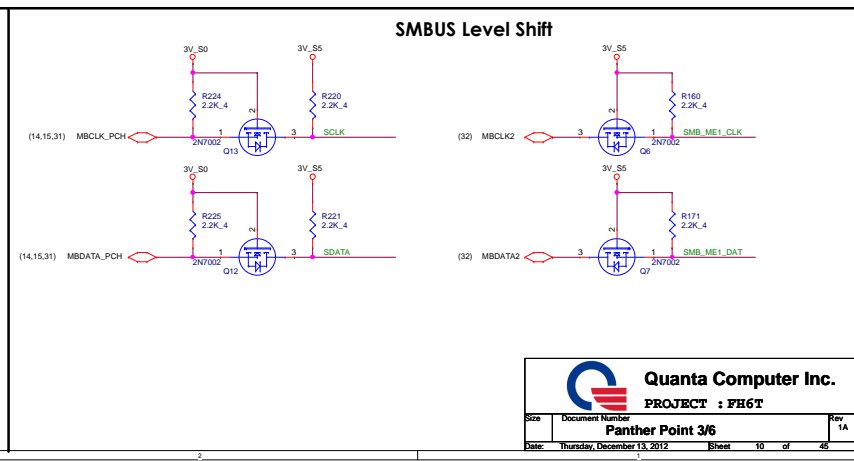 SMBUS Level Shift
3V_S0
3V_S5
R224
2.2K_4
R220
2.2K_4
2
(14,15,31) MBCLK_PCH
1
3
SCLK
2N7002
Q13
3V_S0
3V_S5
R225
2.2K_4
R221
2.2K_4
2
(14,15,31) MBDATA_PCH
1
3
SDATA
2N7002
Q12
3V_S5
R160
2.2K_4
2
(32) MBCLK2
3
1
SMB_ME1_CLK
2N7002
Q6
3V_S5
R171
2.2K_4
2
(32) MBDATA2
3
1
SMB_ME1_DAT
2N7002
Q7
Quanta Computer Inc.
PROJECT : FH6T
Size Document Number Rev
Panther Point 3/6 1A
Date: Thursday, December 13, 2012 Sheet 10 of 45
2 1